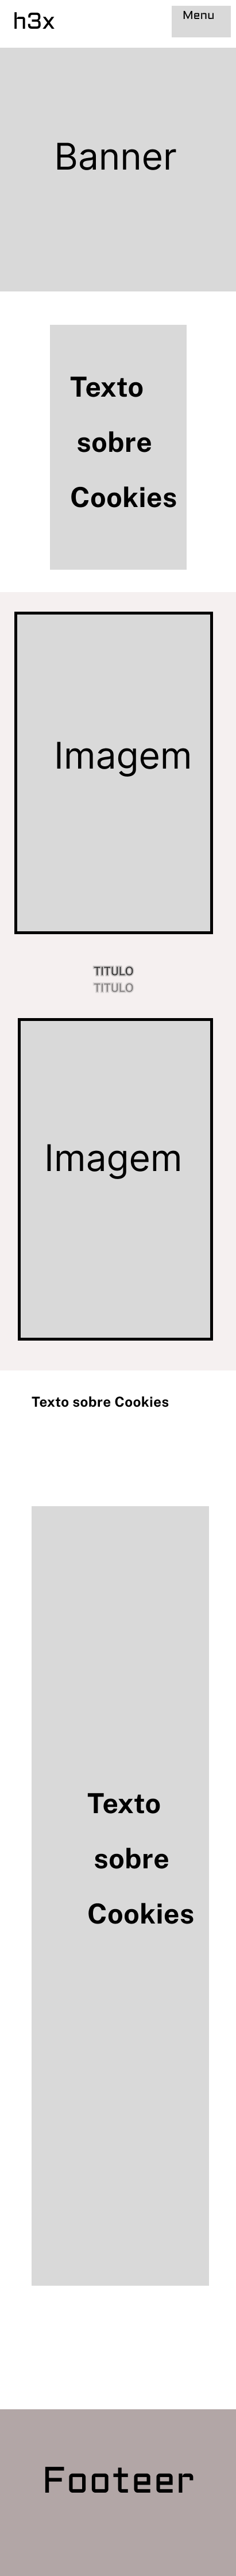 h3x
Menu
Banner
Texto
sobre
Cookies
Imagem
TITULO
TITULO
Imagem
Texto sobre Cookies
Texto
sobre
Cookies
Footeer